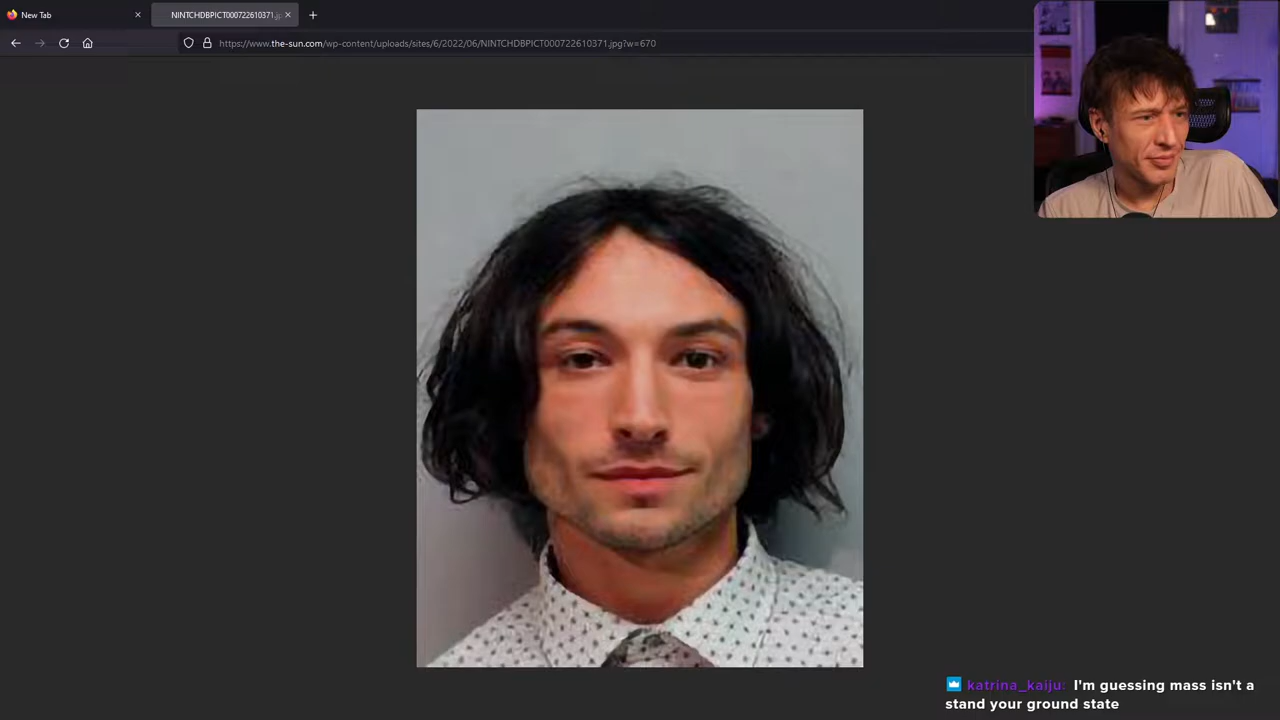 New Tab
NINTCHDBPICT000722610371.jp
https://www.the-sun.com/wp-content/uploads/sites/6/2022/06/NINTCHDBPICT000722610371.jpg?w=670
katrina_kaiju: I'm guessing mass isn't a
stand your ground state